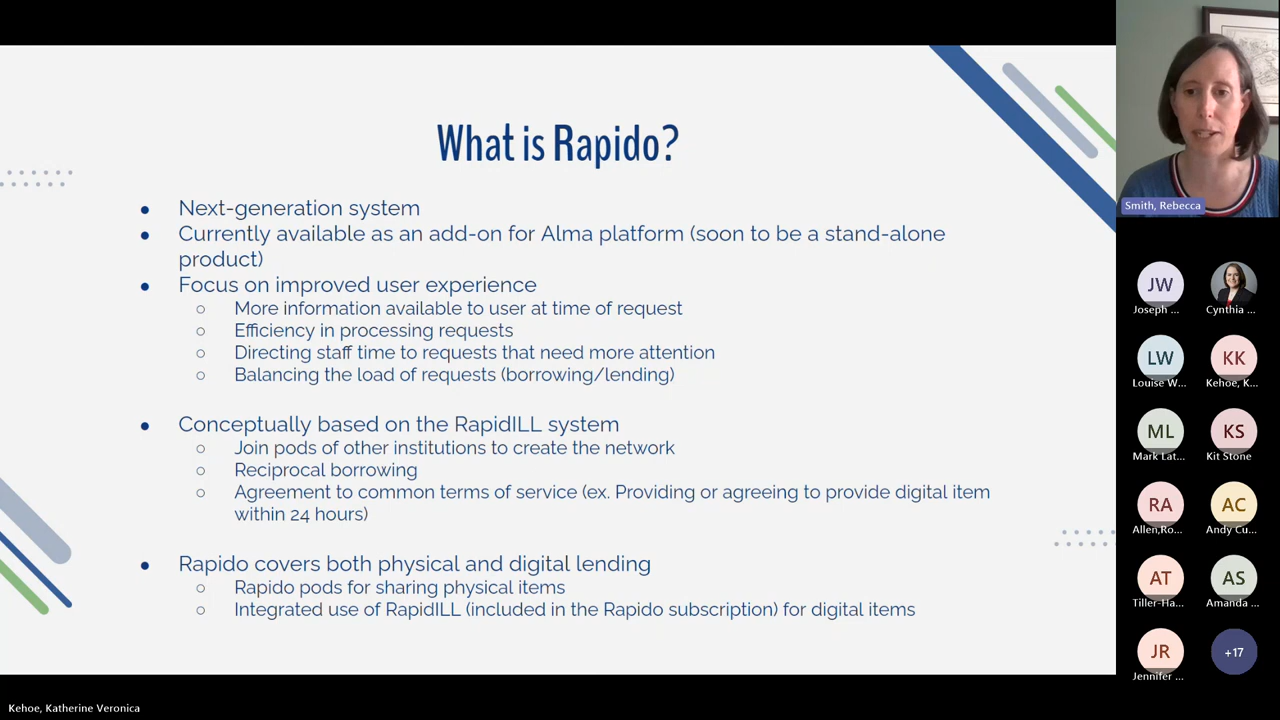 What is Rapido?
● Next-generation system
● Currently available as an add-on for Alma platform (soon to be a stand-alone
product)
● Focus on improved user experience
○ More information available to user at time of request
○ Efficiency in processing requests
○ Directing staff time to requests that need more attention
○ Balancing the load of requests (borrowing/lending)
● Conceptually based on the RapidILL system
○ Join pods of other institutions to create the network
○ Reciprocal borrowing
○ Agreement to common terms of service (ex. Providing or agreeing to provide digital item
within 24 hours)
● Rapido covers both physical and digital lending
○ Rapido pods for sharing physical items
○ Integrated use of RapidILL (included in the Rapido subscription) for digital items
Smith, Rebecca
JW
Joseph ...
Cynthia ...
LW
Louise W...
KK
Kehoe, K...
ML
Mark Lat...
KS
Kit Stone
RA
Allen,Ro...
AC
Andy Cu...
AT
Tiller-Ha...
AS
Amanda ...
JR
Jennifer ...
+17
Kehoe, Katherine Veronica